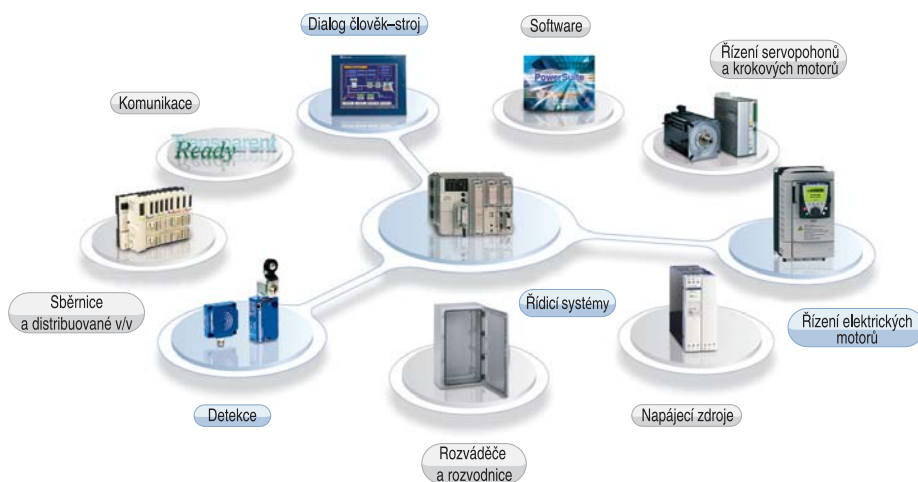 Dialog člověk–stroj
Software
Řízení servopohonů
a krokových motorů
Komunikace
PowerSuite
Transparent
Ready
Sběrnice
a distribuované v/v
Řídicí systémy
Řízení elektrických
motorů
Detekce
Napájecí zdroje
Rozváděče
a rozvodnice